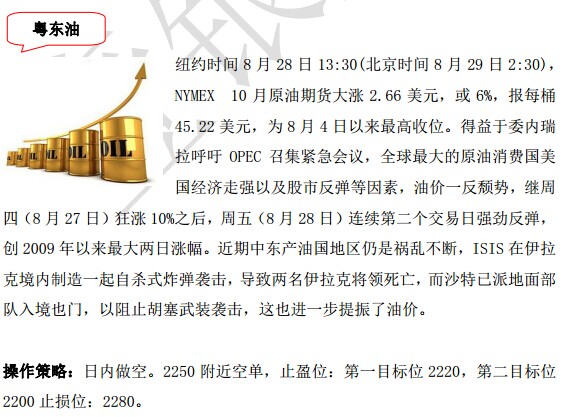 粤东油
纽约时间 8 月 28 日 13:30(北京时间 8 月 29 日 2:30)，
NYMEX 10 月原油期货大涨 2.66 美元，或 6%，报每桶
45.22 美元，为 8 月 4 日以来最高收位。得益于委内瑞
拉呼吁 OPEC 召集紧急会议，全球最大的原油消费国美
国经济走强以及股市反弹等因素，油价一反颓势，继周
四（8 月 27 日）狂涨 10%之后，周五（8 月 28 日）连续第二个交易日强劲反弹，
创 2009 年以来最大两日涨幅。近期中东产油国地区仍是祸乱不断，ISIS 在伊拉
克境内制造一起自杀式炸弹袭击，导致两名伊拉克将领死亡，而沙特已派地面部
队入境也门，以阻止胡塞武装袭击，这也进一步提振了油价。
操作策略：日内做空。2250 附近空单，止盈位：第一目标位 2220，第二目标位
2200 止损位：2280。
OIL OIL OIL